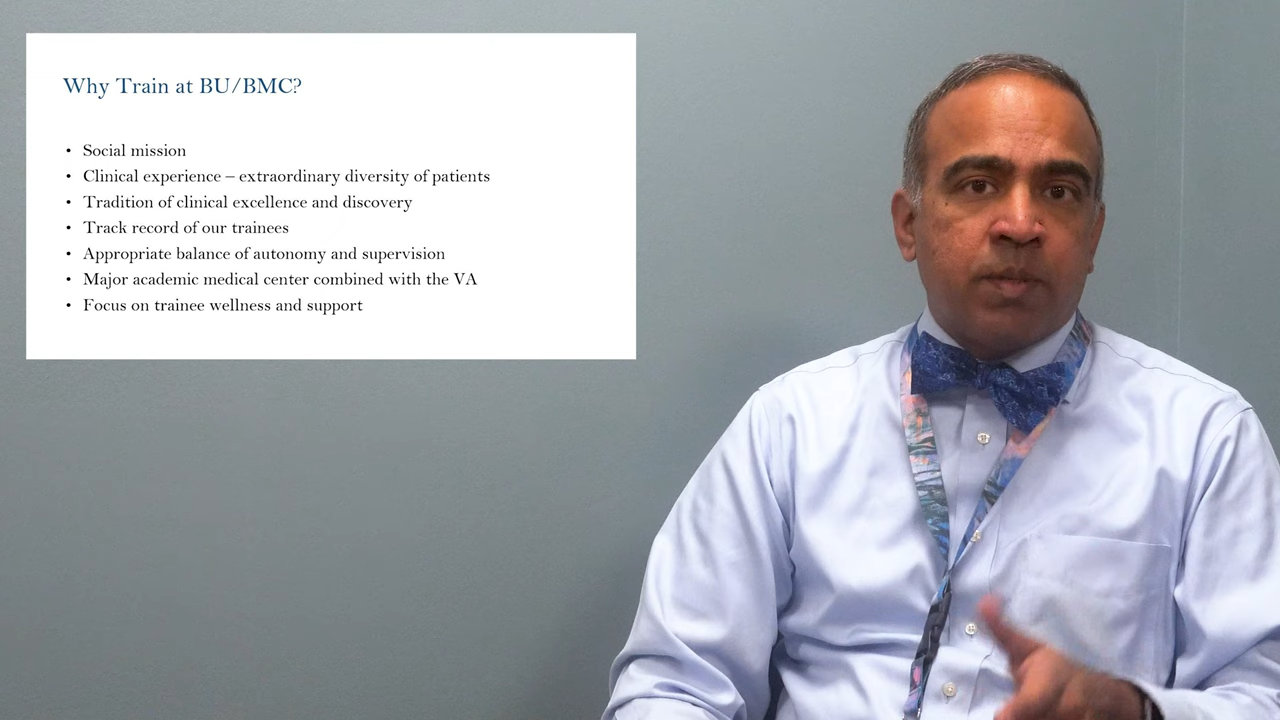 Why Train at BU/BMC?
• Social mission
• Clinical experience – extraordinary diversity of patients
• Tradition of clinical excellence and discovery
• Track record of our trainees
• Appropriate balance of autonomy and supervision
• Major academic medical center combined with the VA
• Focus on trainee wellness and support